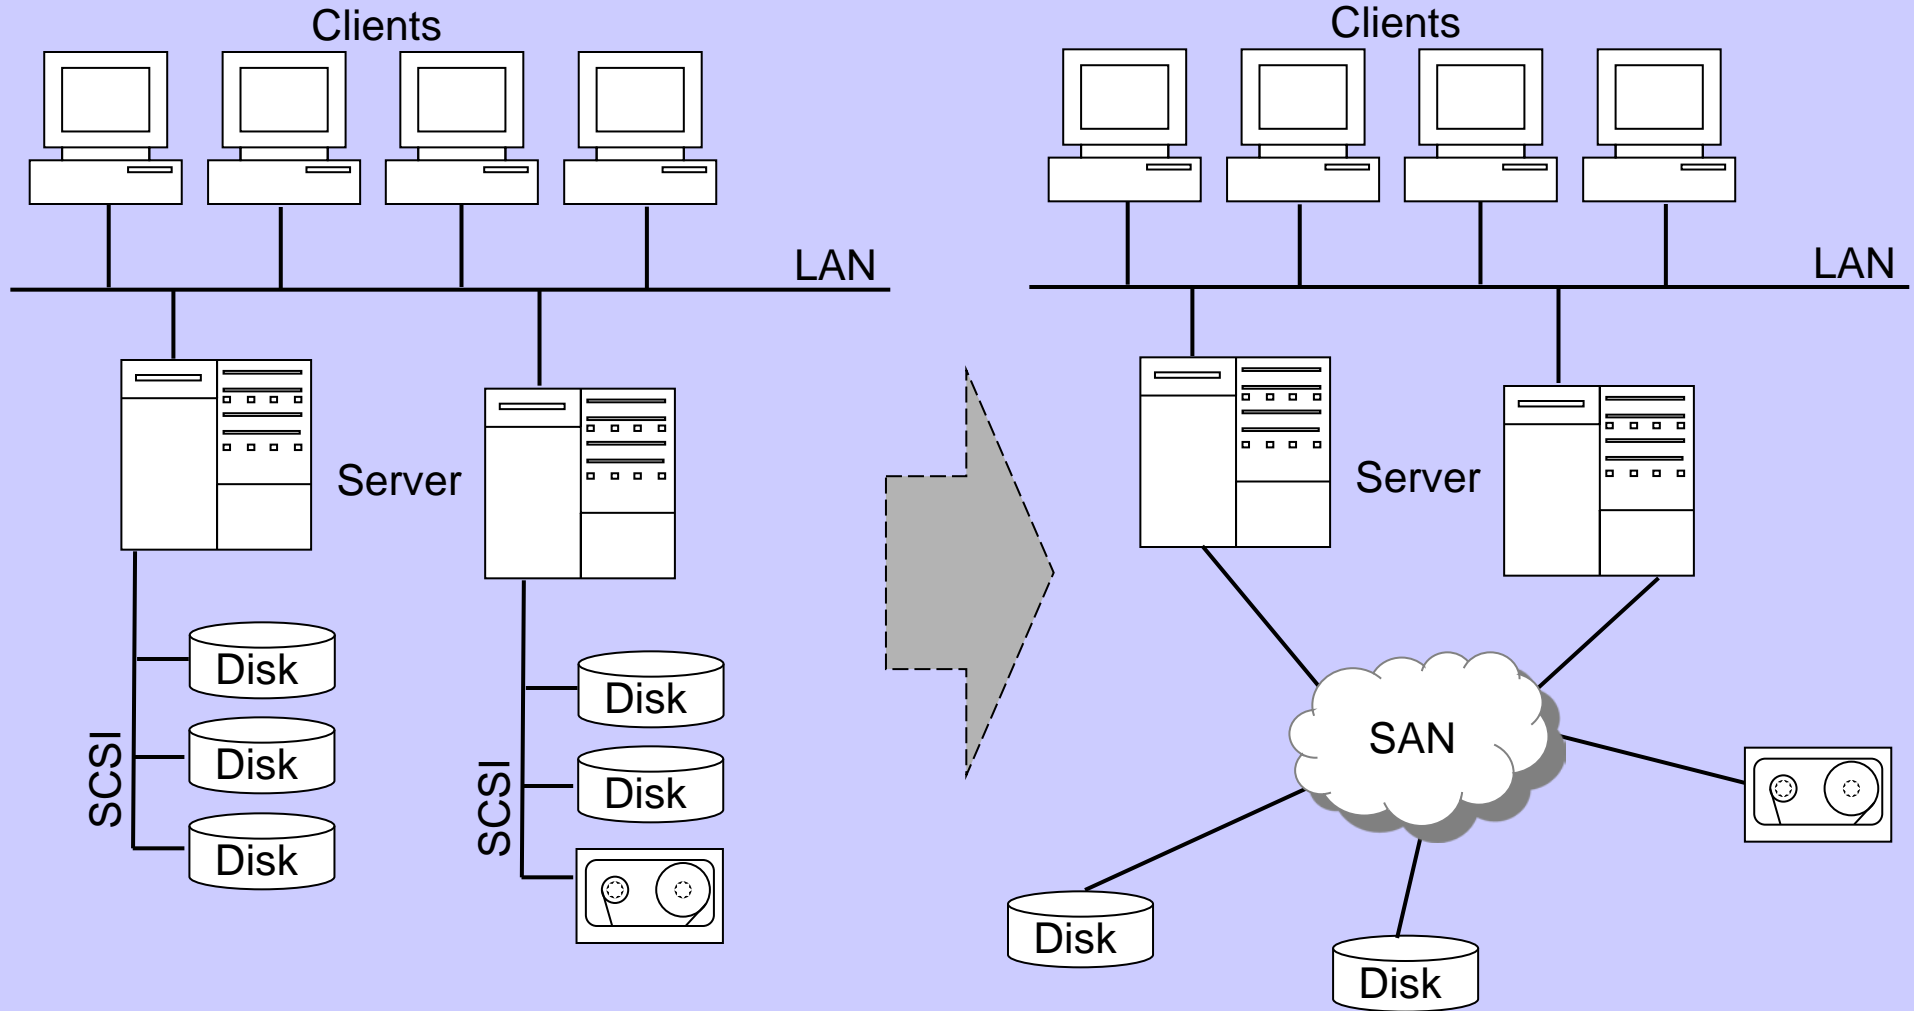 Clients
LAN
Server
Disk
Disk
Disk
SCSI
Disk
Disk
SCSI
Clients
LAN
Server
SAN
Disk
Disk